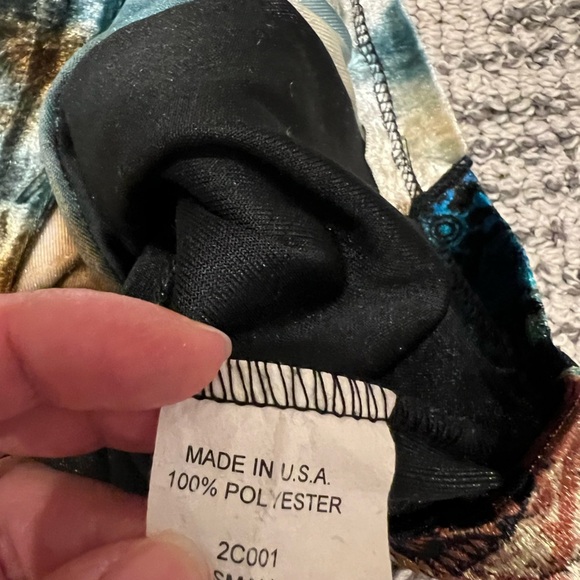 MADE IN U.S.A.
100% POLYESTER
2C001